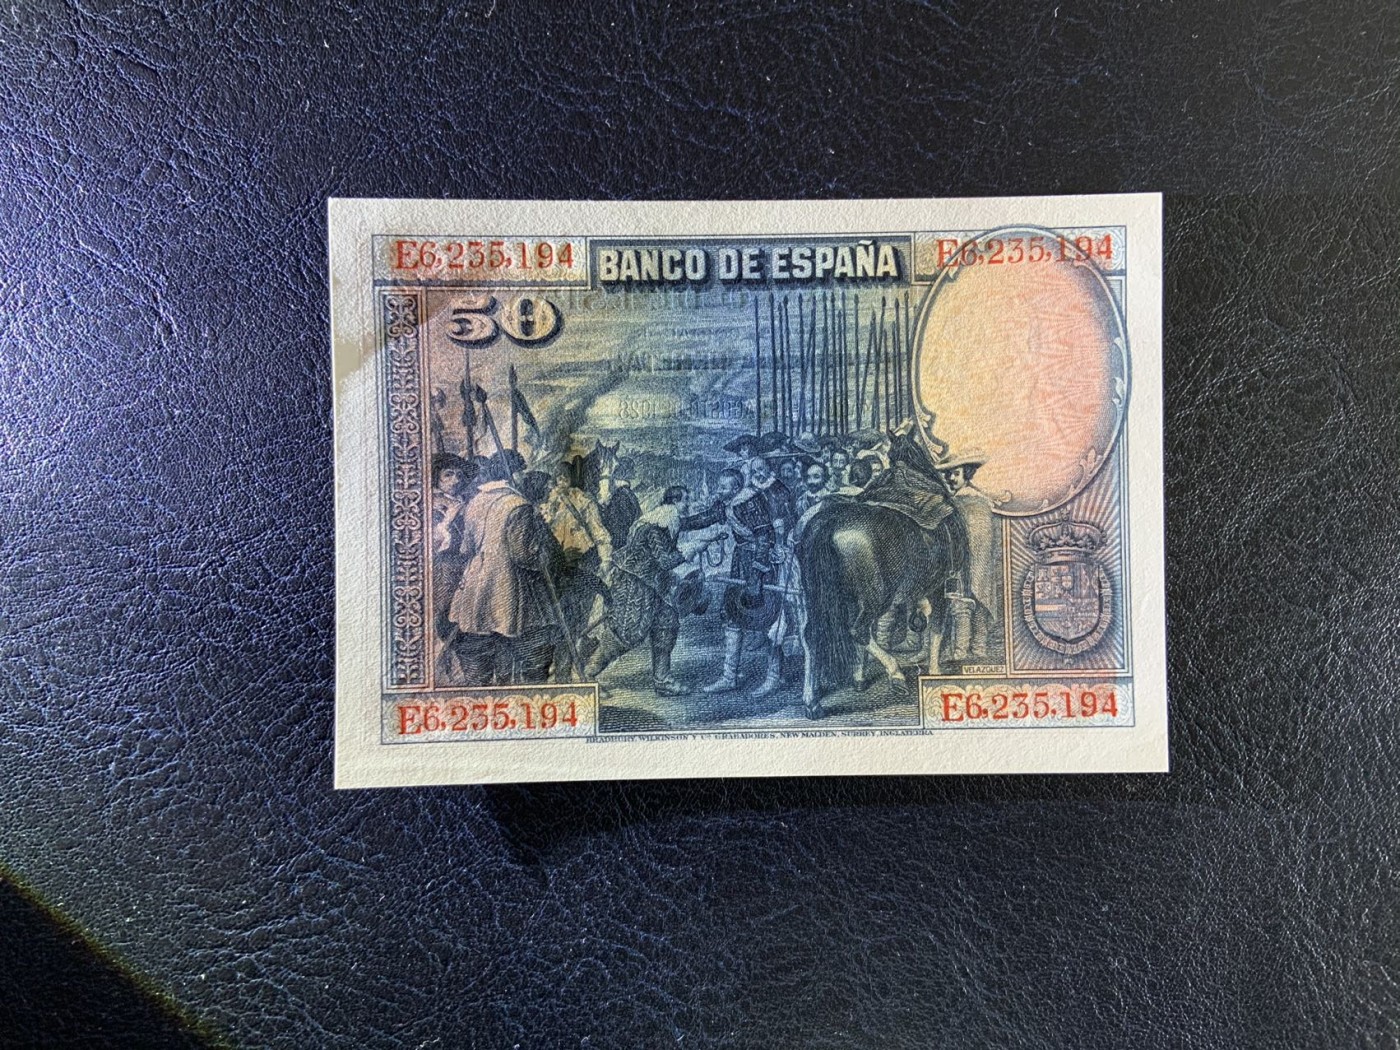 E6,235,194 BANCO DE ESPAÑA E6,235,194
50
VELAZQUEZ
E6,235,194 E6,235,194
BRADBURY, WILKINSON Y Cª GRABADORES, NEW MALDEN, SURREY, INGLATERRA